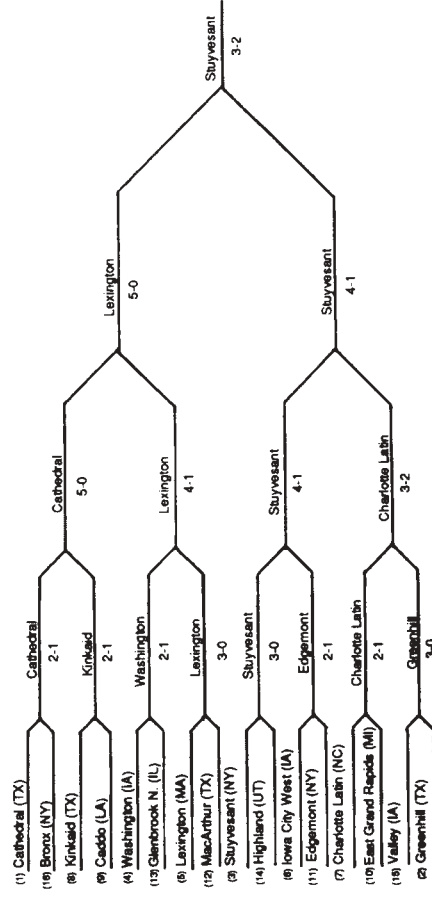 (1) Cathedral (TX)
(16) Bronx (NY)
(8) Kinkaid (TX)
(9) Caddo (LA)
(4) Washington (IA)
(13) Glenbrook N. (IL)
(5) Lexington (MA)
(12) MacArthur (TX)
(3) Stuyvesant (NY)
(14) Highland (UT)
(6) Iowa City West (IA)
(11) Edgemont (NY)
(7) Charlotte Latin (NC)
(10) East Grand Rapids (MI)
(15) Valley (IA)
(2) Greenhill (TX)
Cathedral
2-1
Kinkaid
2-1
Washington
2-1
Lexington
3-0
Stuyvesant
3-0
Edgemont
2-1
Charlotte Latin
2-1
Greenhill
3-0
Cathedral
5-0
Lexington
4-1
Stuyvesant
4-1
Charlotte Latin
3-2
Lexington
5-0
Stuyvesant
4-1
Stuyvesant
3-2